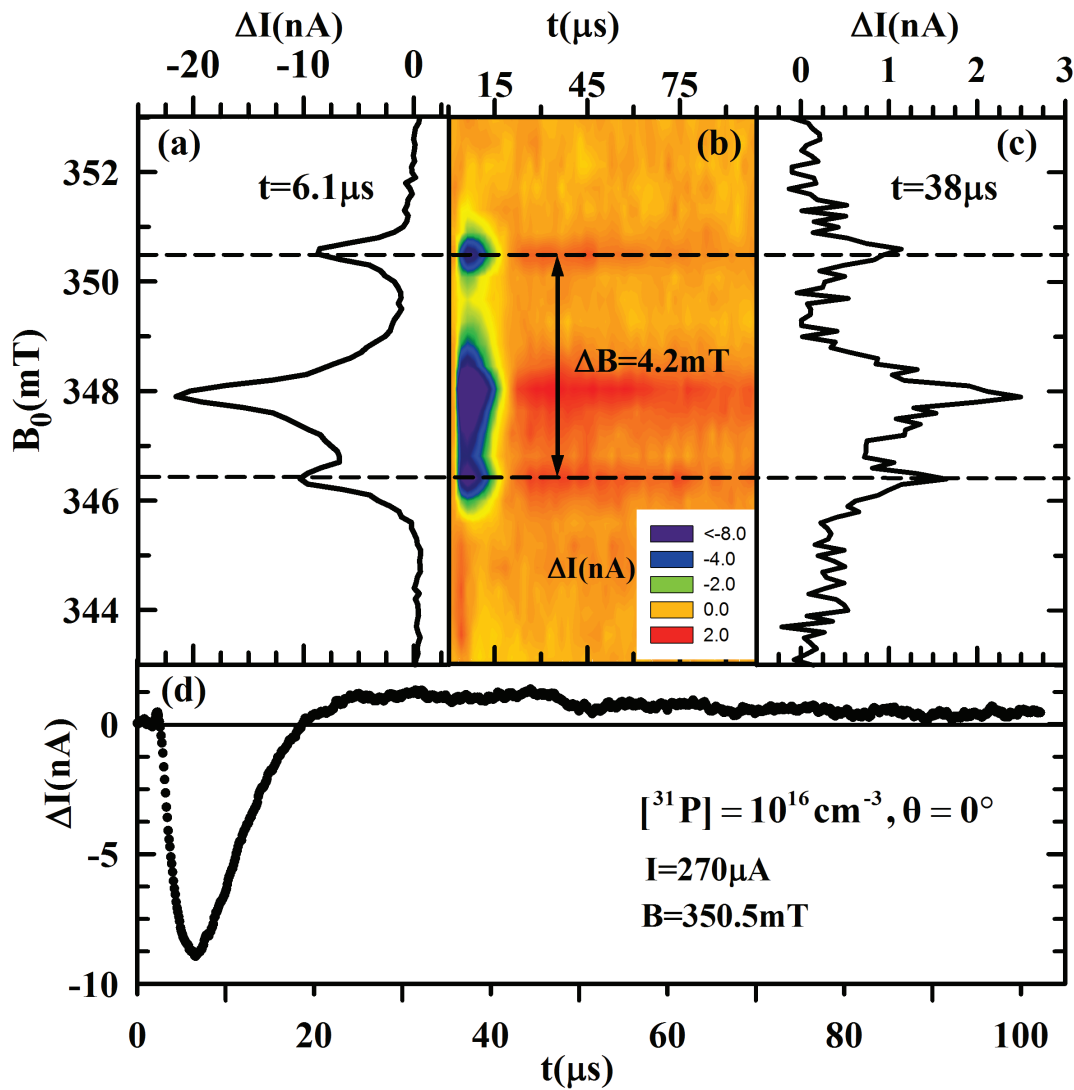 ΔI(nA) t(μs) ΔI(nA)
-20 -10 0 15 45 75 0 1 2 3
(a) (b) (c)
352
t=6.1μs t=38μs
350
B₀(mT)
ΔB=4.2mT
348
346
<-8.0
-4.0
ΔI(nA) -2.0
344 0.0
2.0
(d)
0
ΔI(nA)
[³¹P] = 10¹⁶ cm⁻³, θ = 0°
-5
I=270μA
B=350.5mT
-10
0 20 40 60 80 100
t(μs)